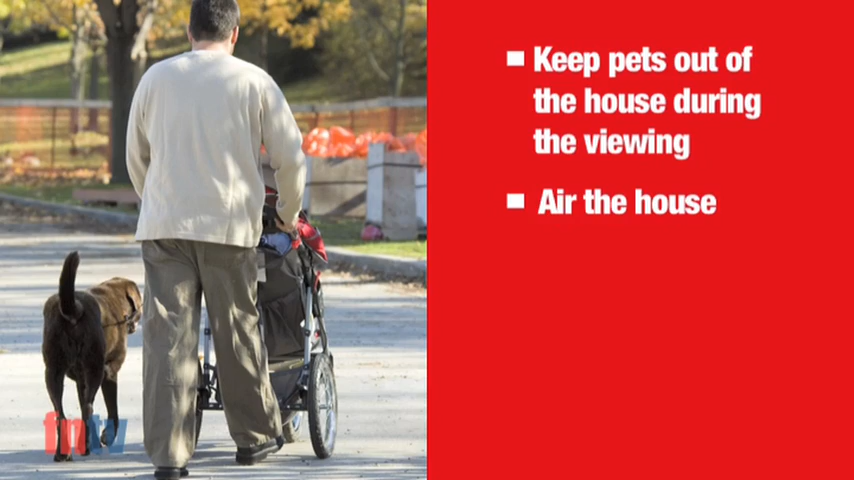 Keep pets out of
the house during
the viewing
Air the house
fntv